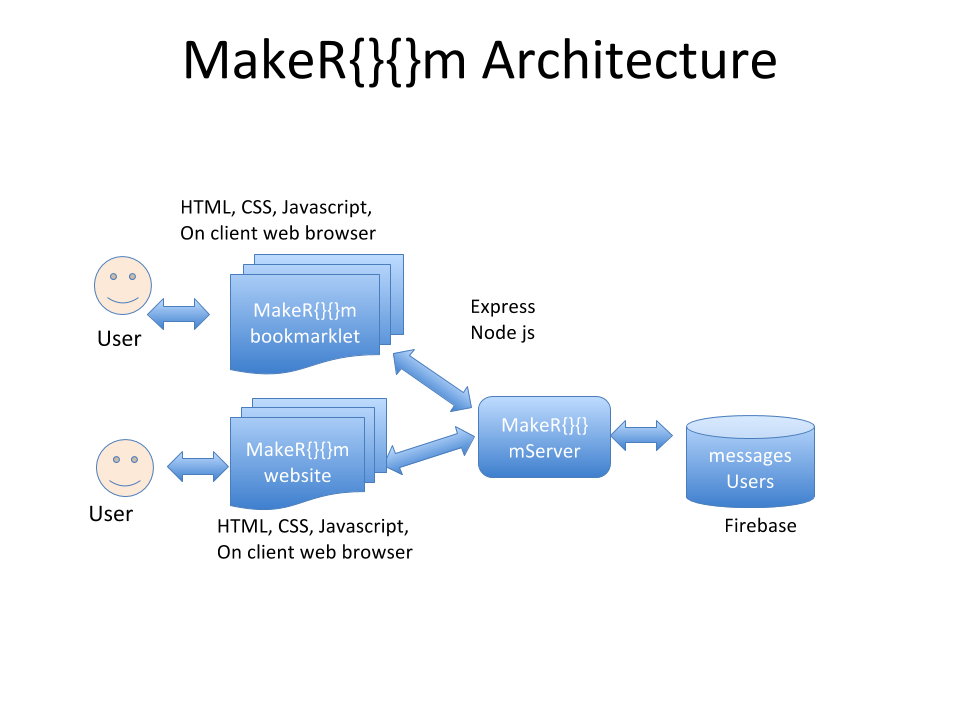 MakeR{}{}m Architecture
HTML, CSS, Javascript,
On client web browser
MakeR{}{}m
bookmarklet
User
Express
Node js
MakeR{}{}m
website
User
HTML, CSS, Javascript,
On client web browser
MakeR{}{}
mServer
messages
Users
Firebase